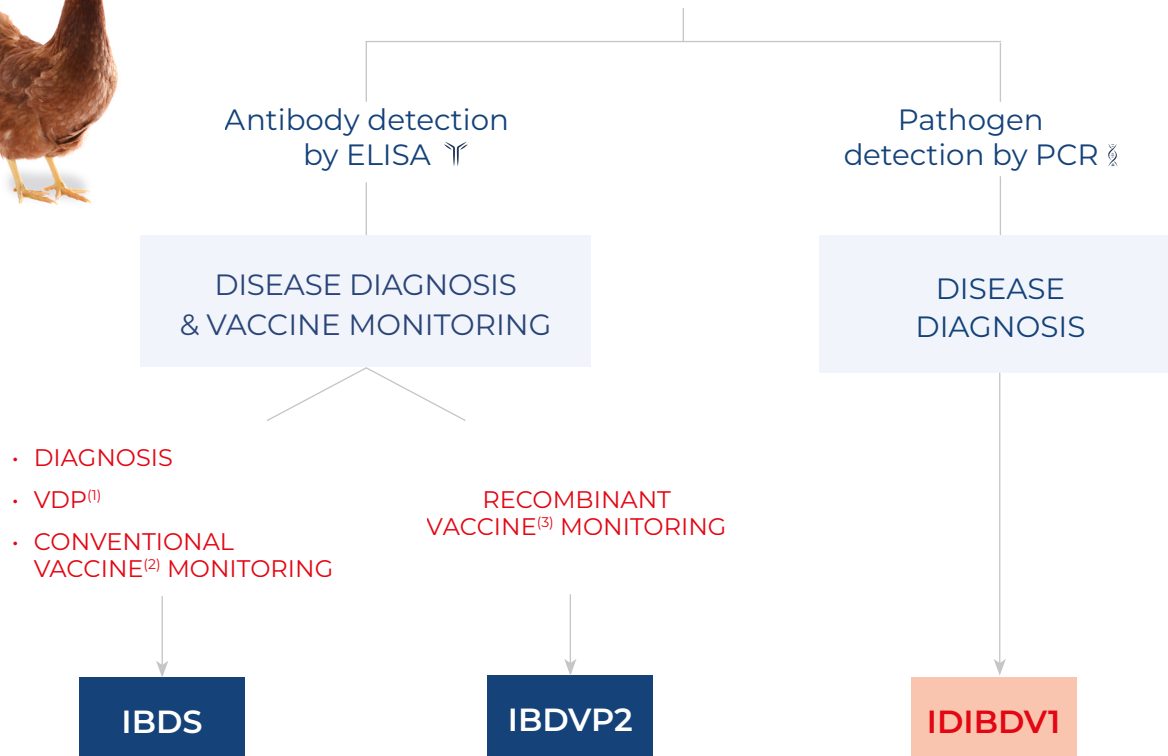 Antibody detection
by ELISA
Pathogen
detection by PCR
DISEASE DIAGNOSIS
& VACCINE MONITORING
DISEASE
DIAGNOSIS
• DIAGNOSIS
• VDP(1)
• CONVENTIONAL
VACCINE(2) MONITORING
RECOMBINANT
VACCINE(3) MONITORING
IBDS
IBDVP2
IDIBDV1